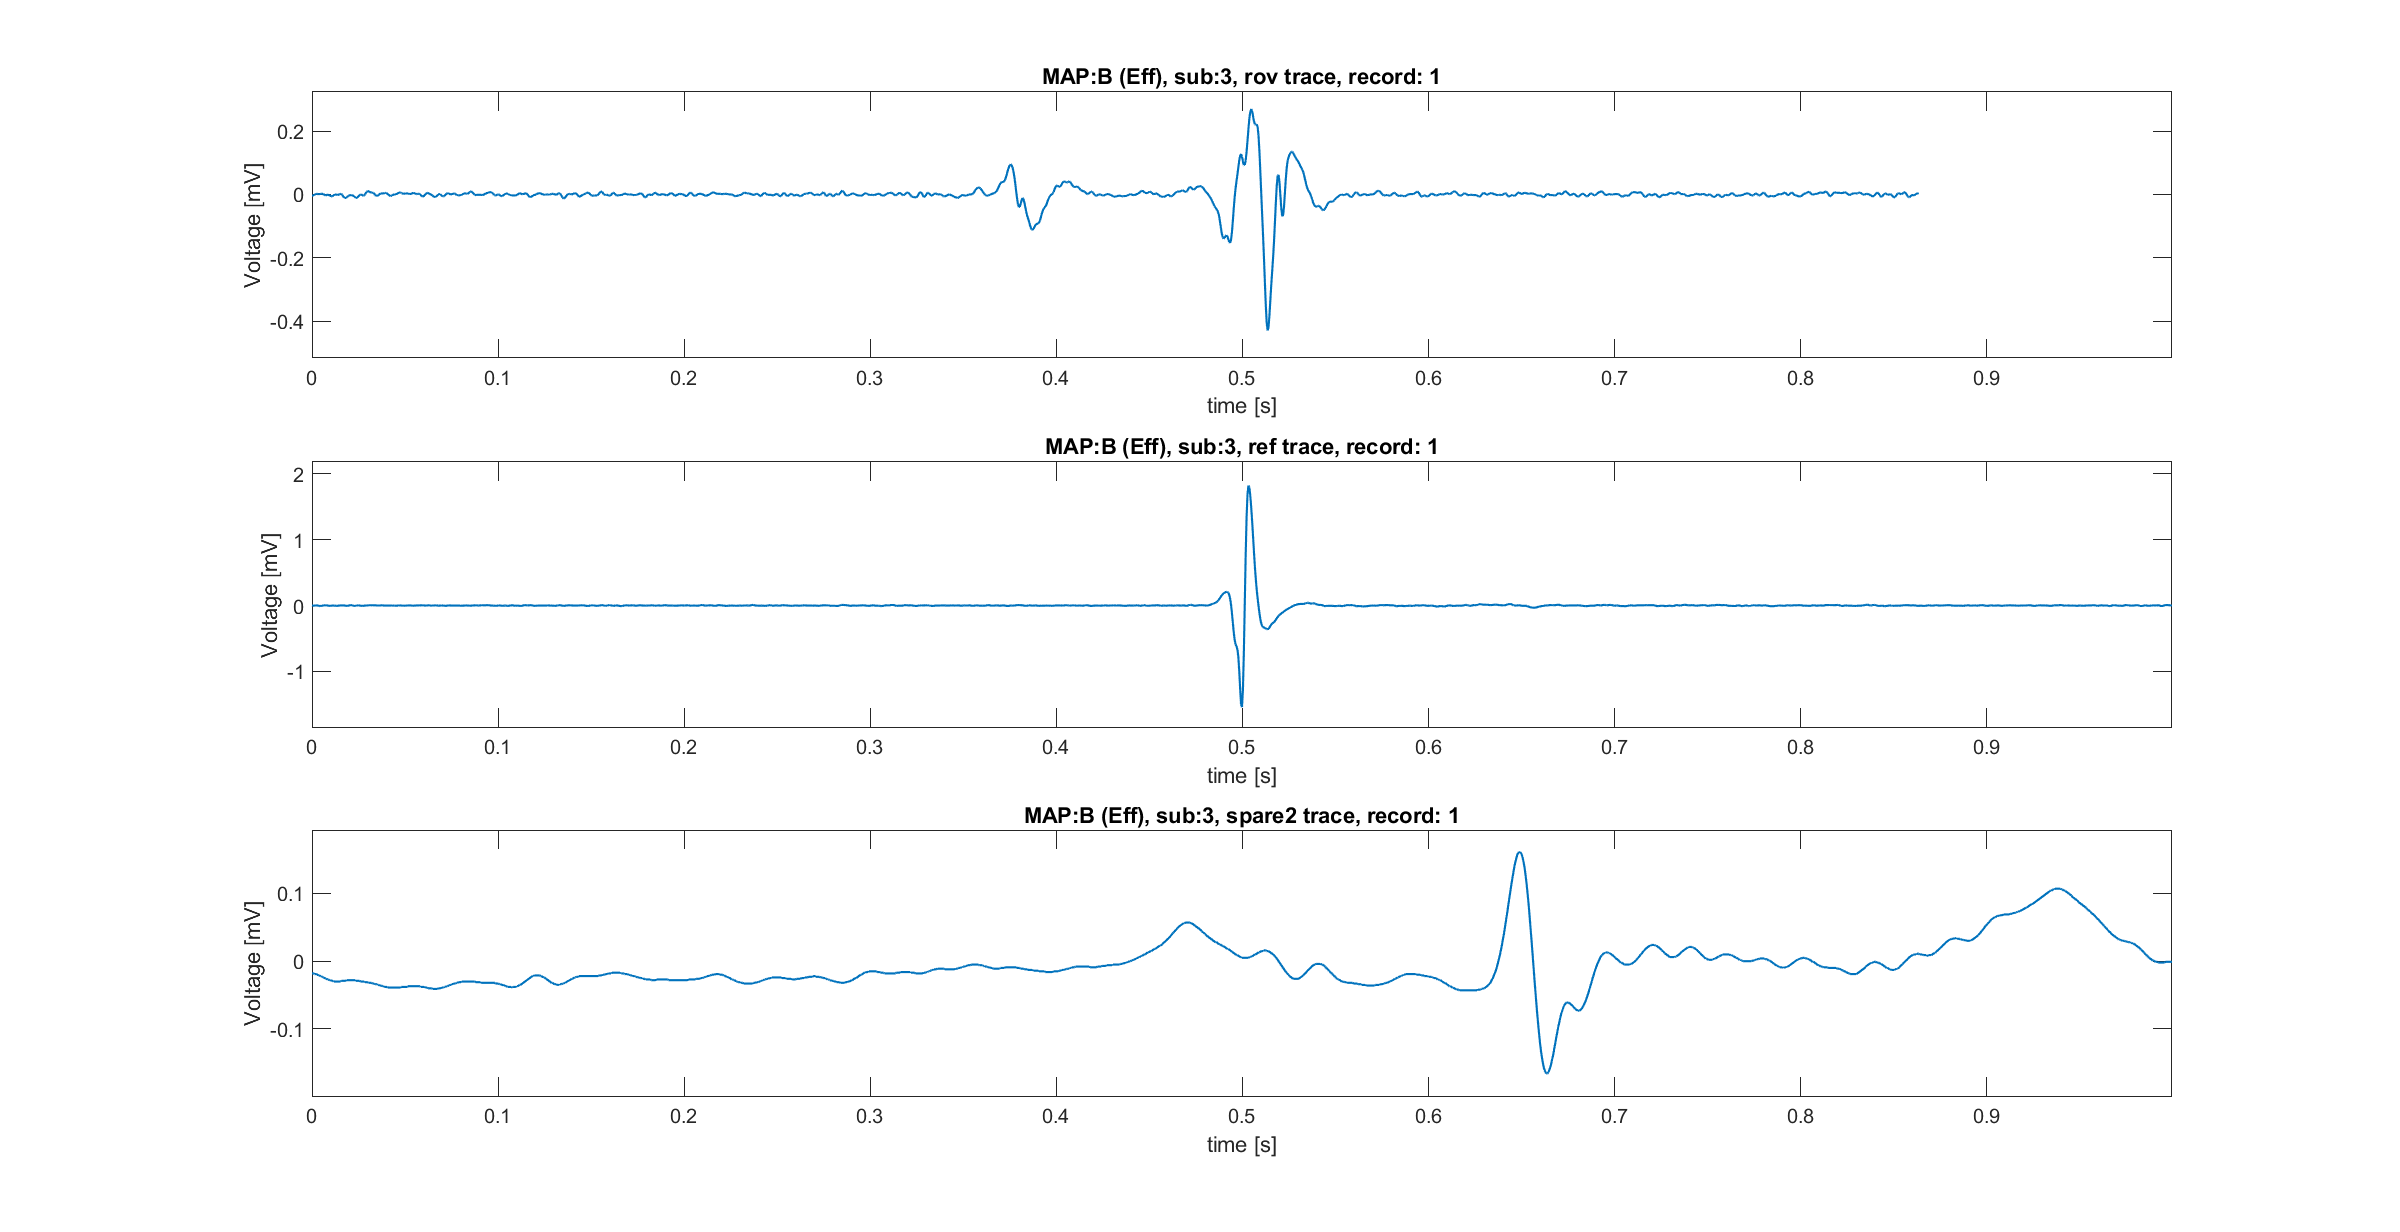 MAP:B (Eff), sub:3, rov trace, record: 1
Voltage [mV]
0.2
0
-0.2
-0.4
0 0.1 0.2 0.3 0.4 0.5 0.6 0.7 0.8 0.9
time [s]
MAP:B (Eff), sub:3, ref trace, record: 1
Voltage [mV]
2
1
0
-1
0 0.1 0.2 0.3 0.4 0.5 0.6 0.7 0.8 0.9
time [s]
MAP:B (Eff), sub:3, spare2 trace, record: 1
Voltage [mV]
0.1
0
-0.1
0 0.1 0.2 0.3 0.4 0.5 0.6 0.7 0.8 0.9
time [s]